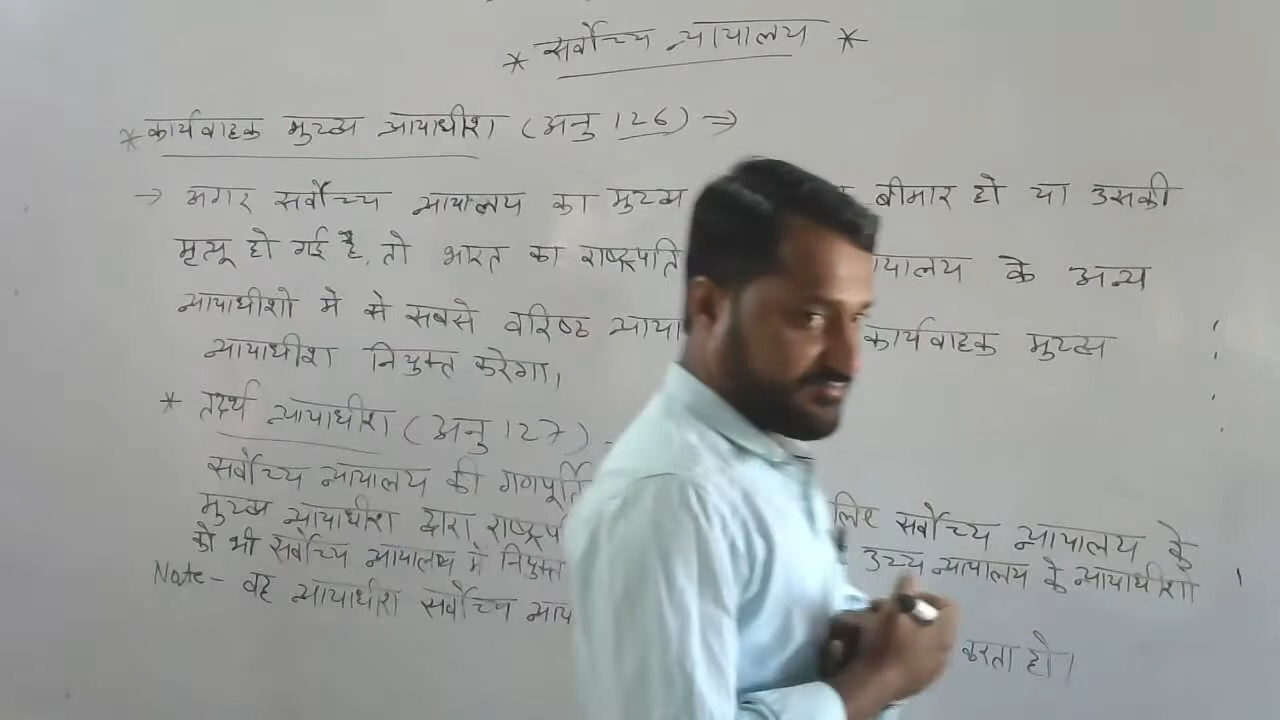 * सर्वोच्च न्यायालय *
* कार्यवाहक मुख्य न्यायाधीश (अनु 126) ⇒
→ अगर सर्वोच्च न्यायालय का मुख्य बीमार हो या उसकी
मृत्यू हो गई है, तो भारत का राष्ट्रपति यालय के अन्य
न्यायाधीशो मे से सबसे वरिष्ठ न्याया कार्यवाहक मुख्य
न्यायाधीश नियुक्त करेगा।
* तदर्थ न्यायाधीश (अनु 127) -
सर्वोच्च न्यायालय की गणपूर्ति लिए सर्वोच्च न्यायालय के
मुख्य न्यायाधीश द्वारा राष्ट्रप उच्च न्यायालय के न्यायाधीशो
को भी सर्वोच्च न्यायालय मे नियुक्त
Note - वह न्यायाधीश सर्वोच्च न्याय करता हो।